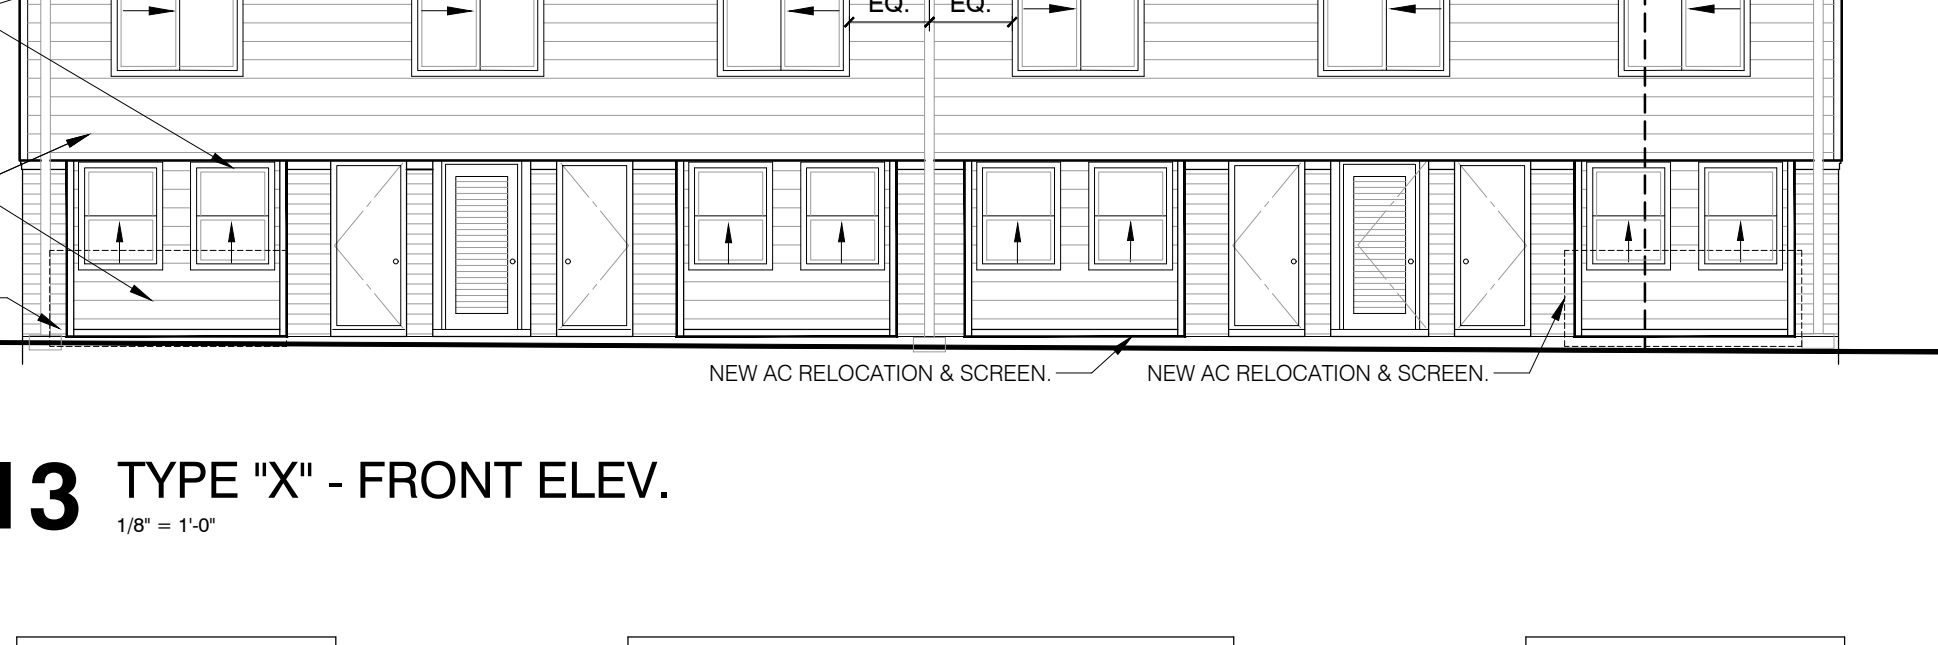 EQ. EQ.
NEW AC RELOCATION & SCREEN. NEW AC RELOCATION & SCREEN.
13 TYPE "X" - FRONT ELEV.
1/8" = 1'-0"